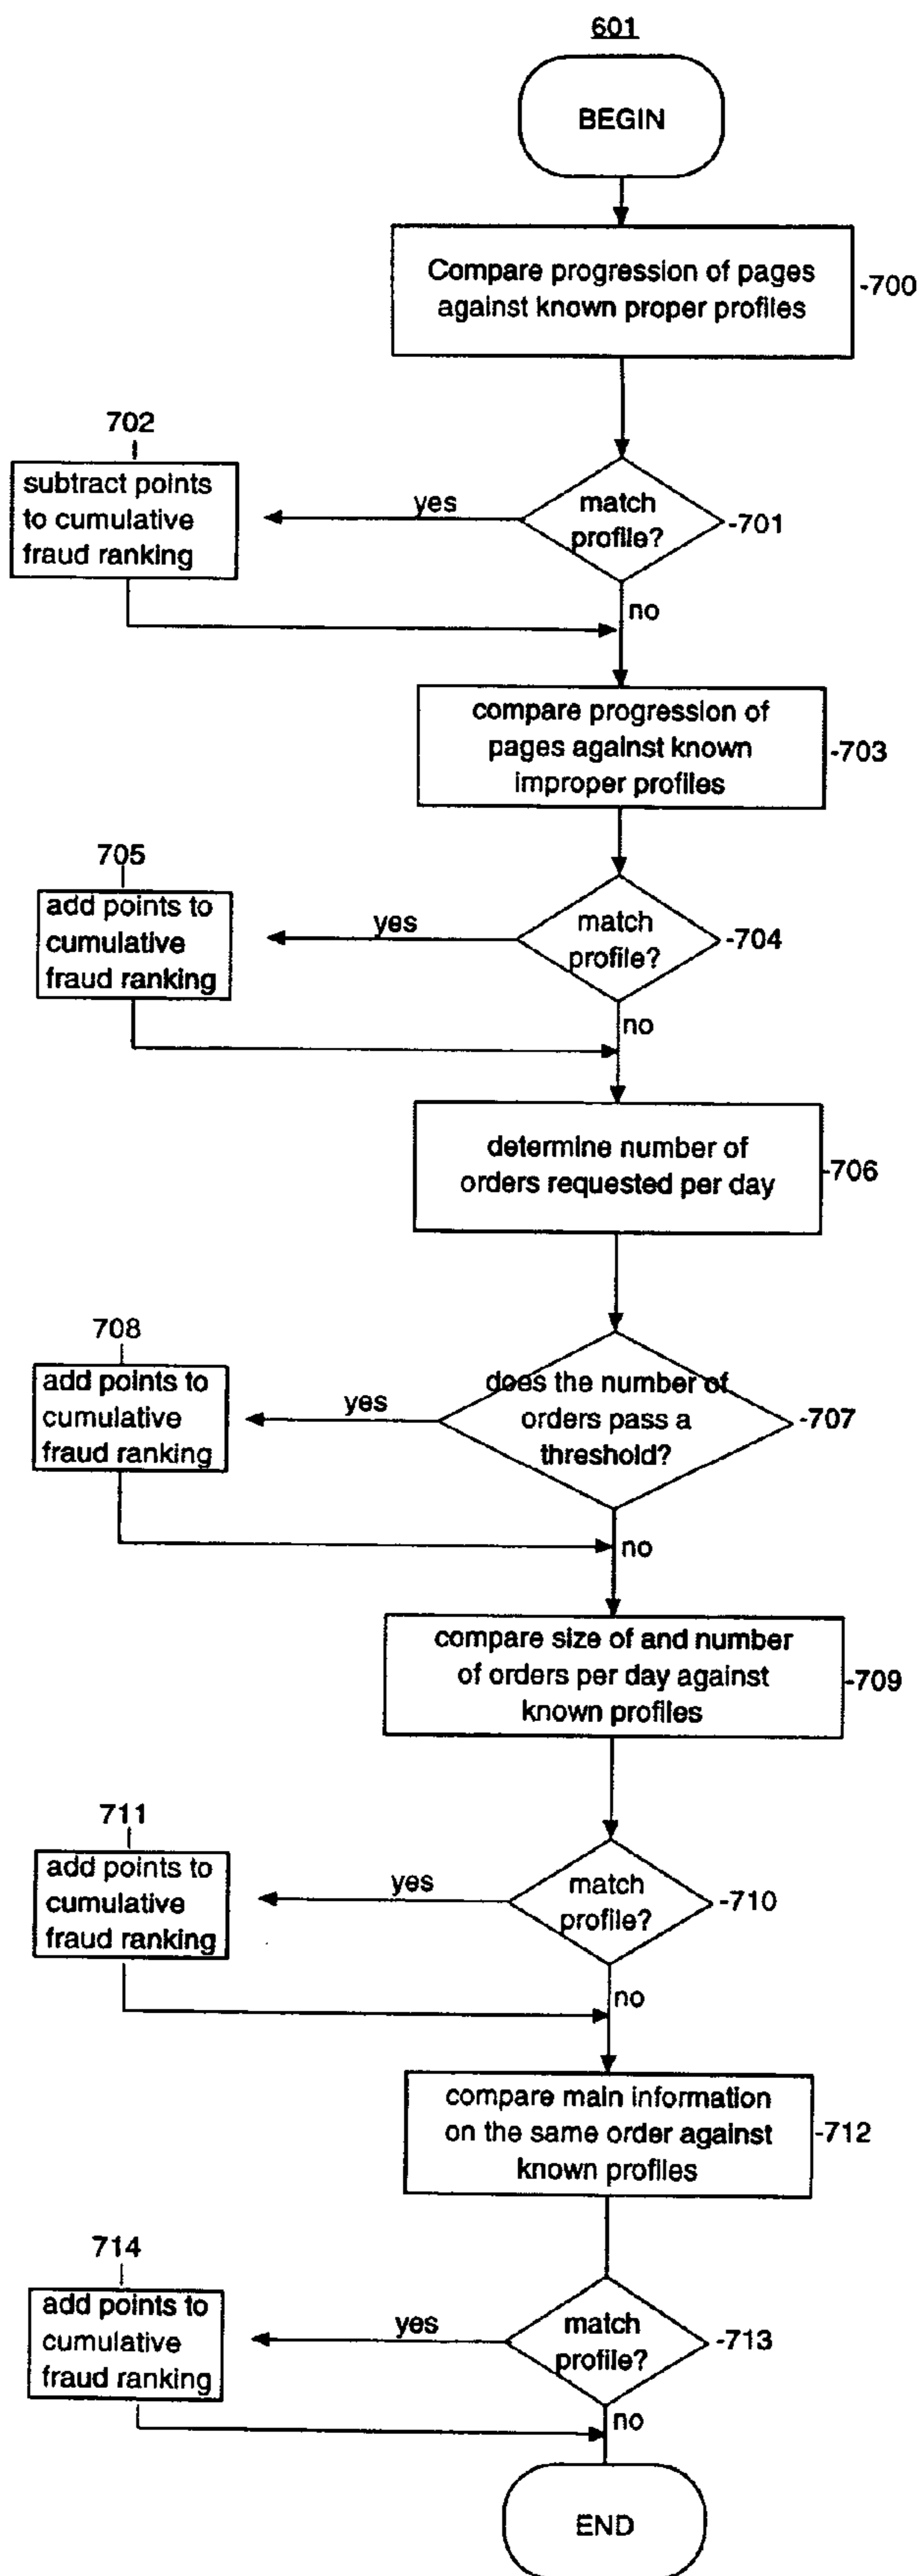 601
BEGIN
Compare progression of pages
against known proper profiles
-700
702
subtract points
to cumulative
fraud ranking
yes
match
profile?
-701
no
compare progression of
pages against known
improper profiles
-703
705
add points to
cumulative
fraud ranking
yes
match
profile?
-704
no
determine number of
orders requested per day
-706
708
add points to
cumulative
fraud ranking
yes
does the number of
orders pass a
threshold?
-707
no
compare size of and number
of orders per day against
known profiles
-709
711
add points to
cumulative
fraud ranking
yes
match
profile?
-710
no
compare main information
on the same order against
known profiles
-712
714
add points to
cumulative
fraud ranking
yes
match
profile?
-713
no
END